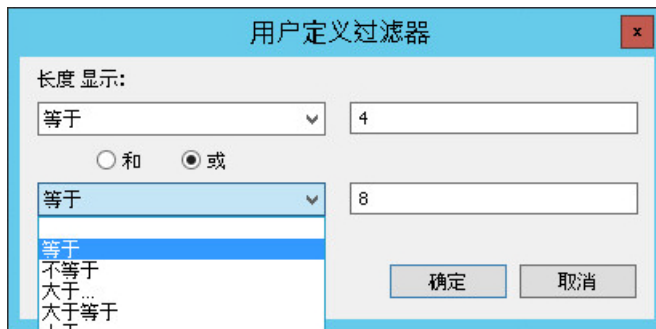 用户定义过滤器
x
长度 显示:
等于 4
和 或
等于 8
等于
不等于
大于...
大于等于
确定 取消